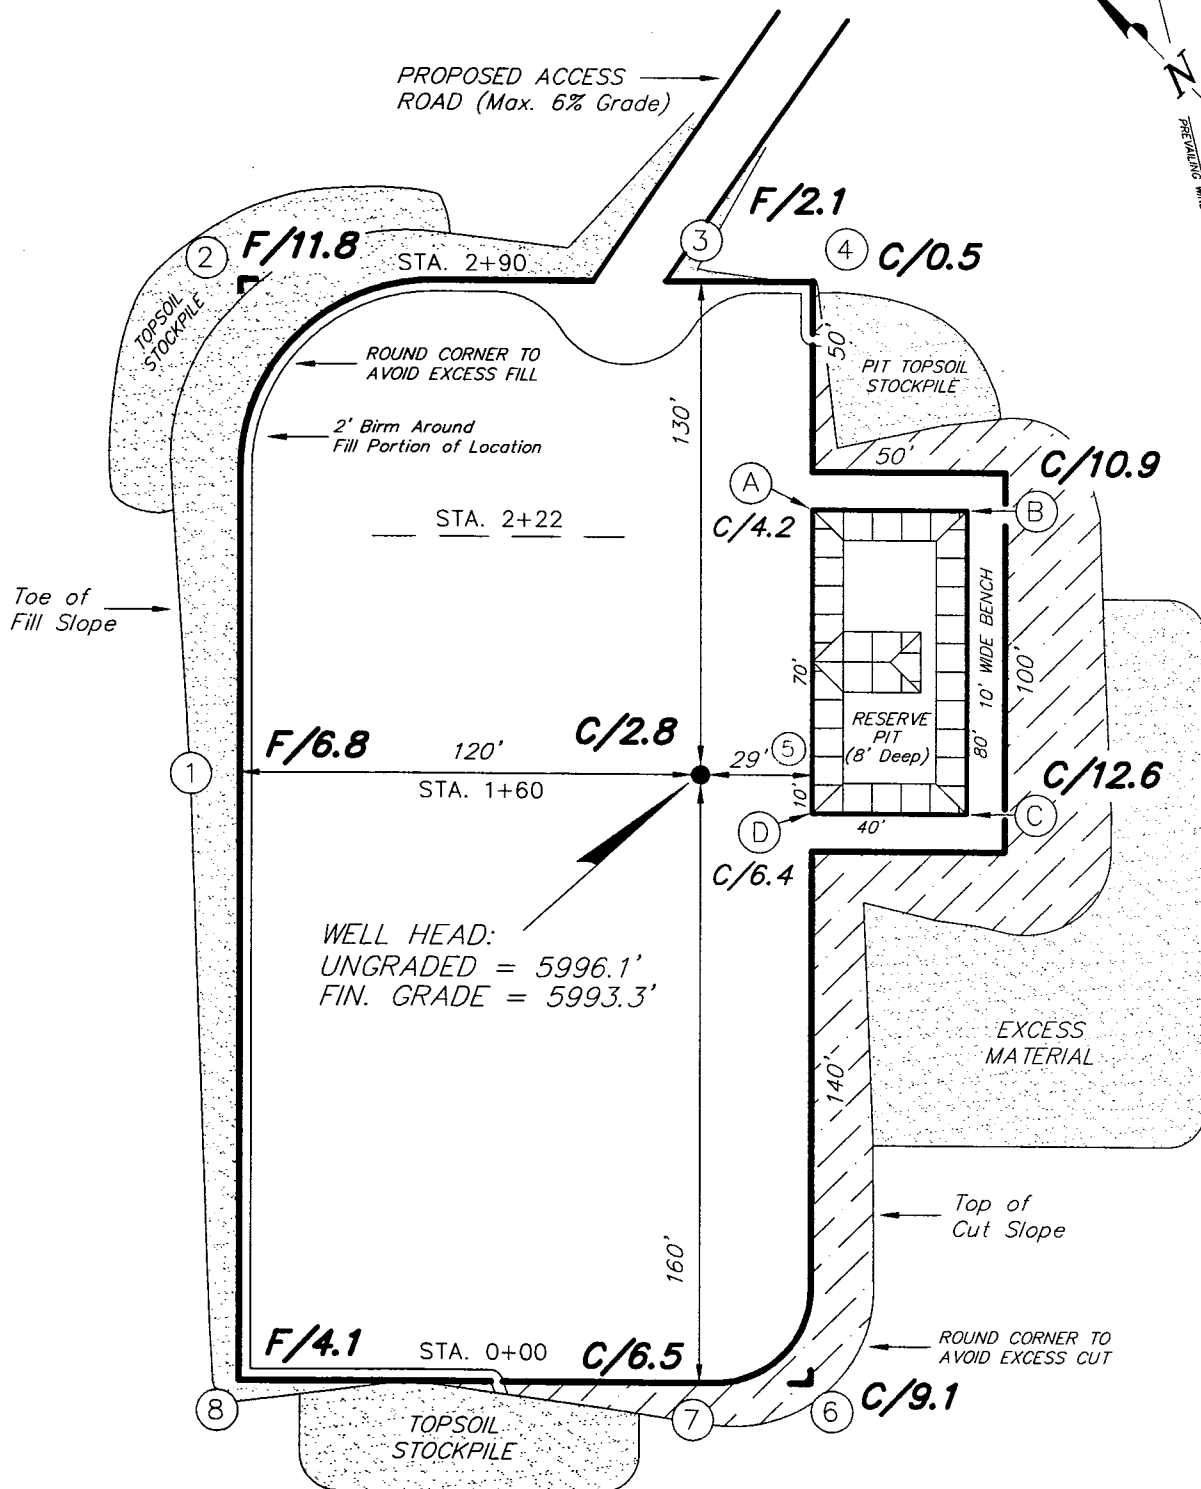 PROPOSED ACCESS
ROAD (Max. 6% Grade)
N
PREVAILING
F/2.1
3
4
C/0.5
2
F/11.8
STA. 2+90
TOPSOIL
STOCKPILE
ROUND CORNER TO
AVOID EXCESS FILL
50'
PIT TOPSOIL
STOCKPILE
130'
2' Birm Around
Fill Portion of Location
50'
C/10.9
A
B
C/4.2
STA. 2+22
Toe of
Fill Slope
10' WIDE BENCH
100'
70'
RESERVE
PIT
(8' Deep)
80'
F/6.8
C/2.8
120'
29'
5
1
STA. 1+60
10'
C/12.6
D
40'
C
C/6.4
WELL HEAD:
UNGRADED = 5996.1'
FIN. GRADE = 5993.3'
EXCESS
MATERIAL
140'
Top of
Cut Slope
160'
F/4.1
STA. 0+00
C/6.5
ROUND CORNER TO
AVOID EXCESS CUT
8
7
6
C/9.1
TOPSOIL
STOCKPILE